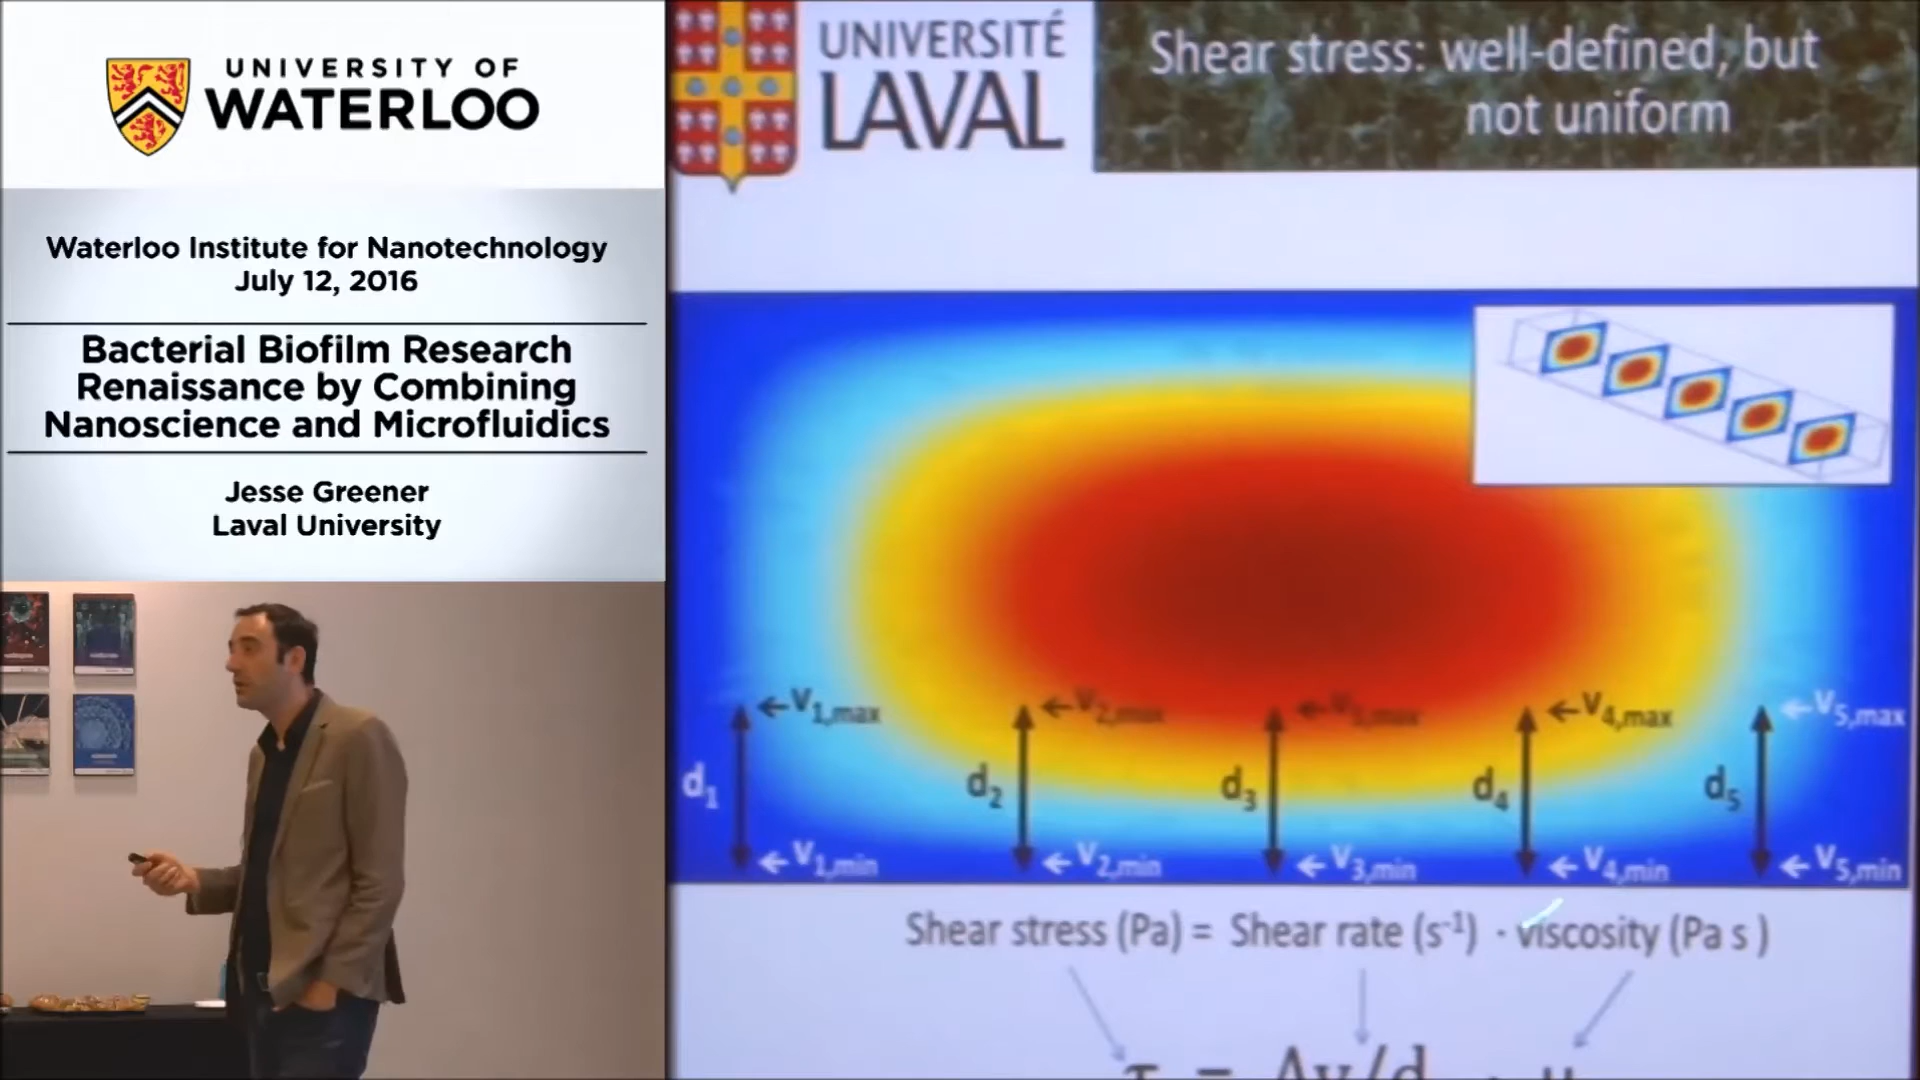 UNIVERSITY OF
WATERLOO
Waterloo Institute for Nanotechnology
July 12, 2016
Bacterial Biofilm Research
Renaissance by Combining
Nanoscience and Microfluidics
Jesse Greener
Laval University
UNIVERSITÉ
LAVAL
Shear stress: well-defined, but
not uniform
←V1,max ←V2,max ←V3,max ←V4,max ←V5,max
d1 d2 d3 d4 d5
←V1,min ←V2,min ←V3,min ←V4,min ←V5,min
Shear stress (Pa) = Shear rate (s⁻¹) · viscosity (Pa s )
τ = Δv/d · μ